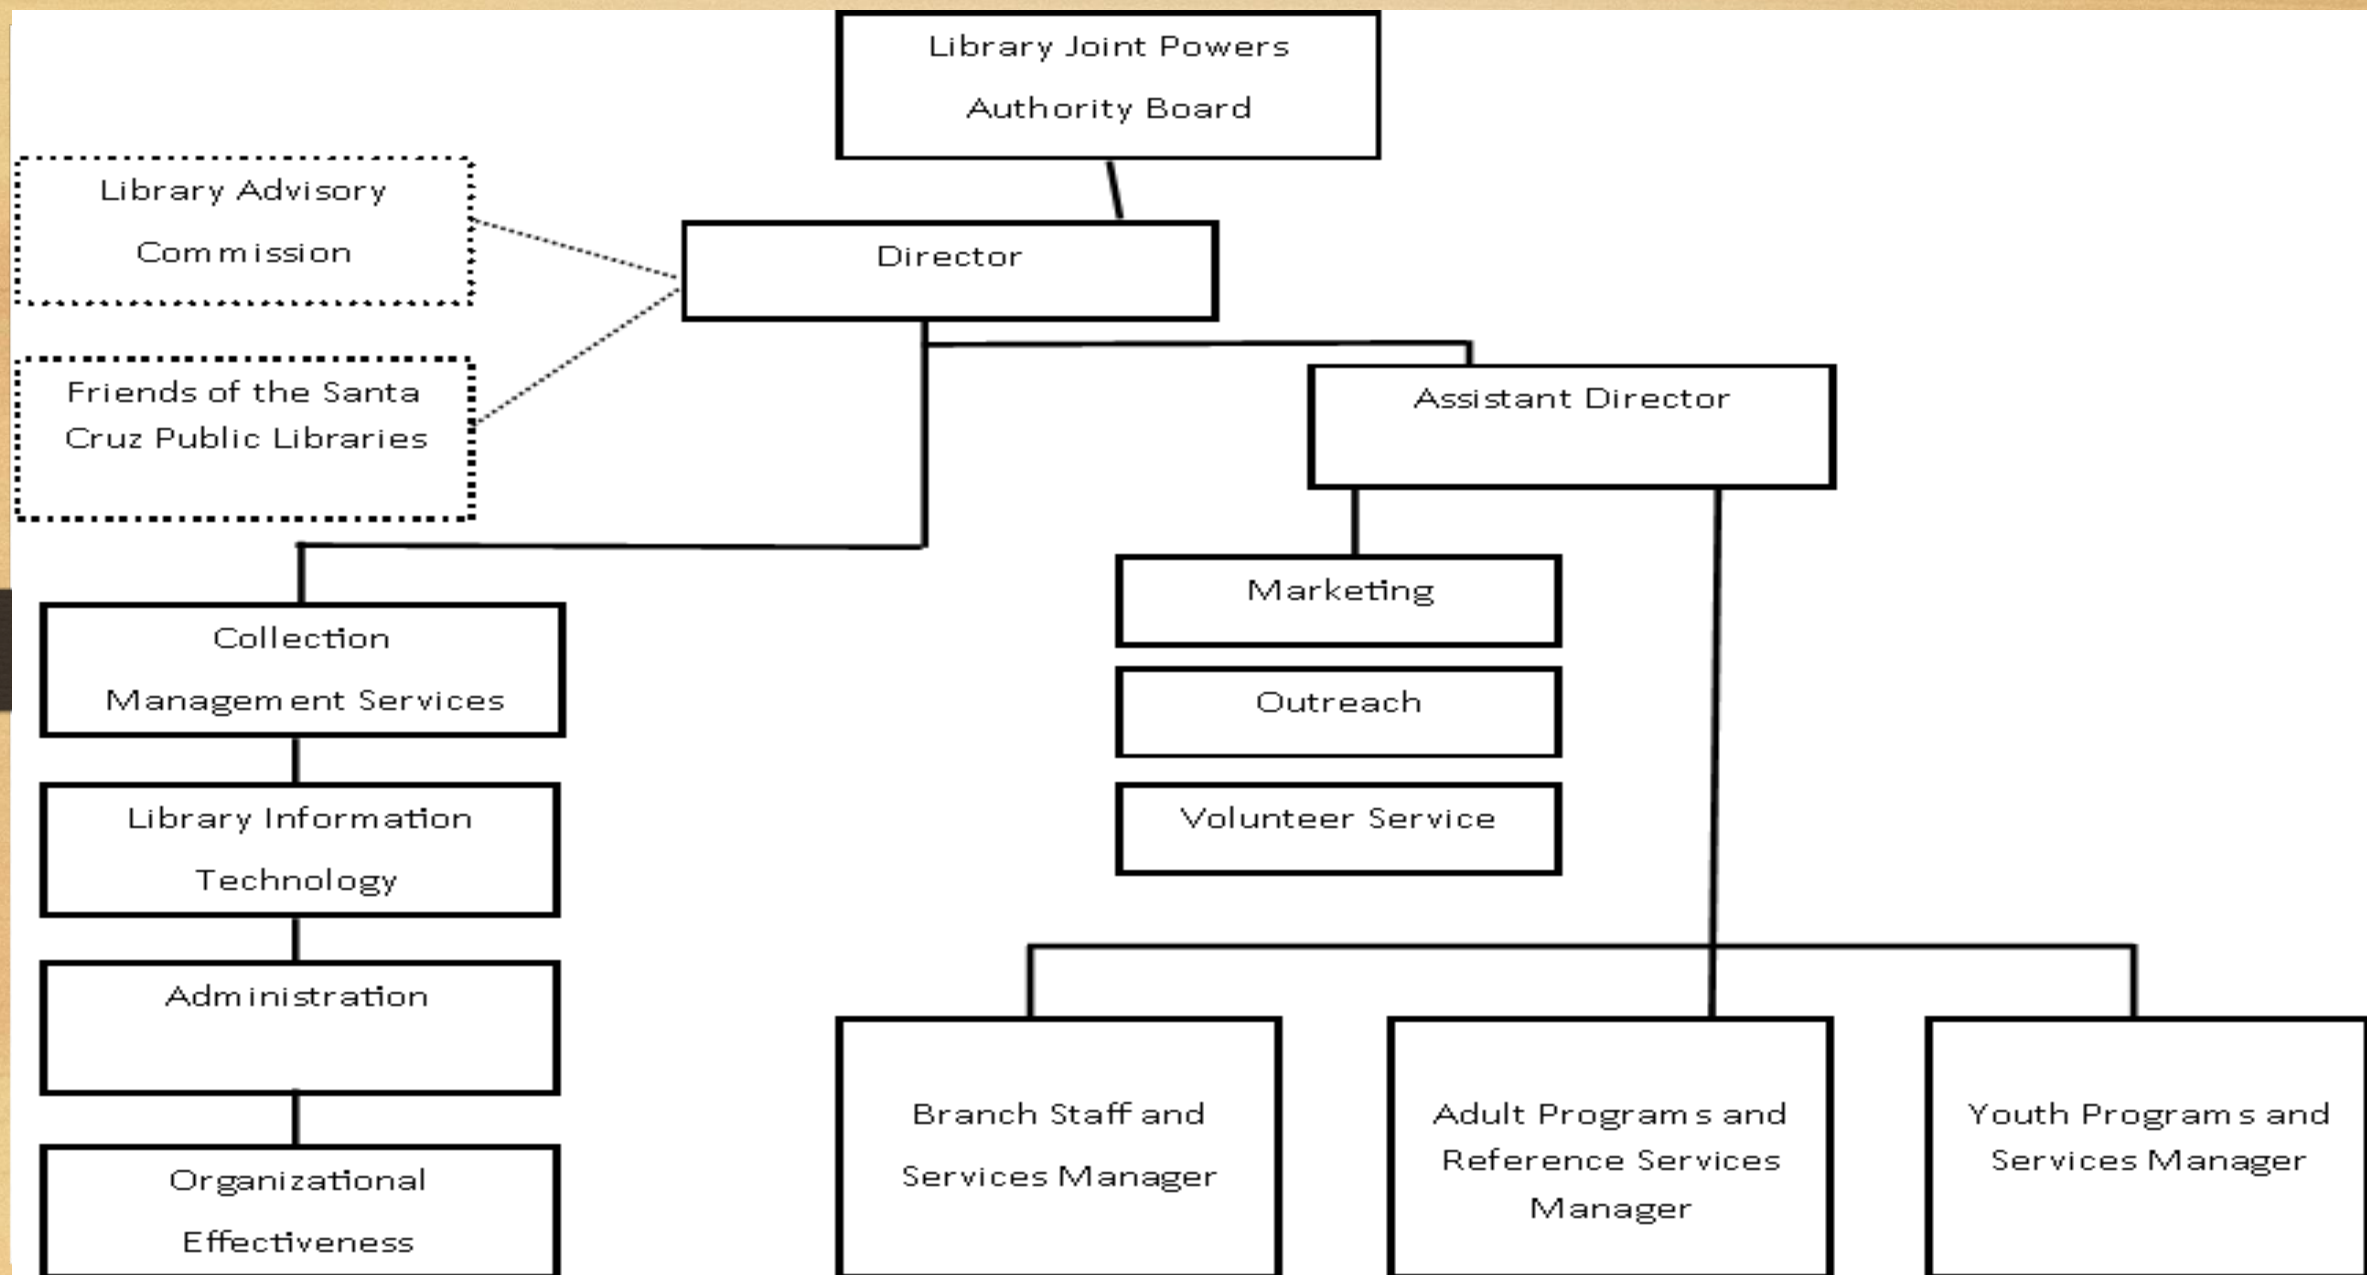 Library Joint Powers
Authority Board
Library Advisory
Commission
Director
Friends of the Santa
Cruz Public Libraries
Assistant Director
Collection
Management Services
Marketing
Outreach
Library Information
Technology
Volunteer Service
Administration
Branch Staff and
Services Manager
Adult Programs and
Reference Services
Manager
Youth Programs and
Services Manager
Organizational
Effectiveness